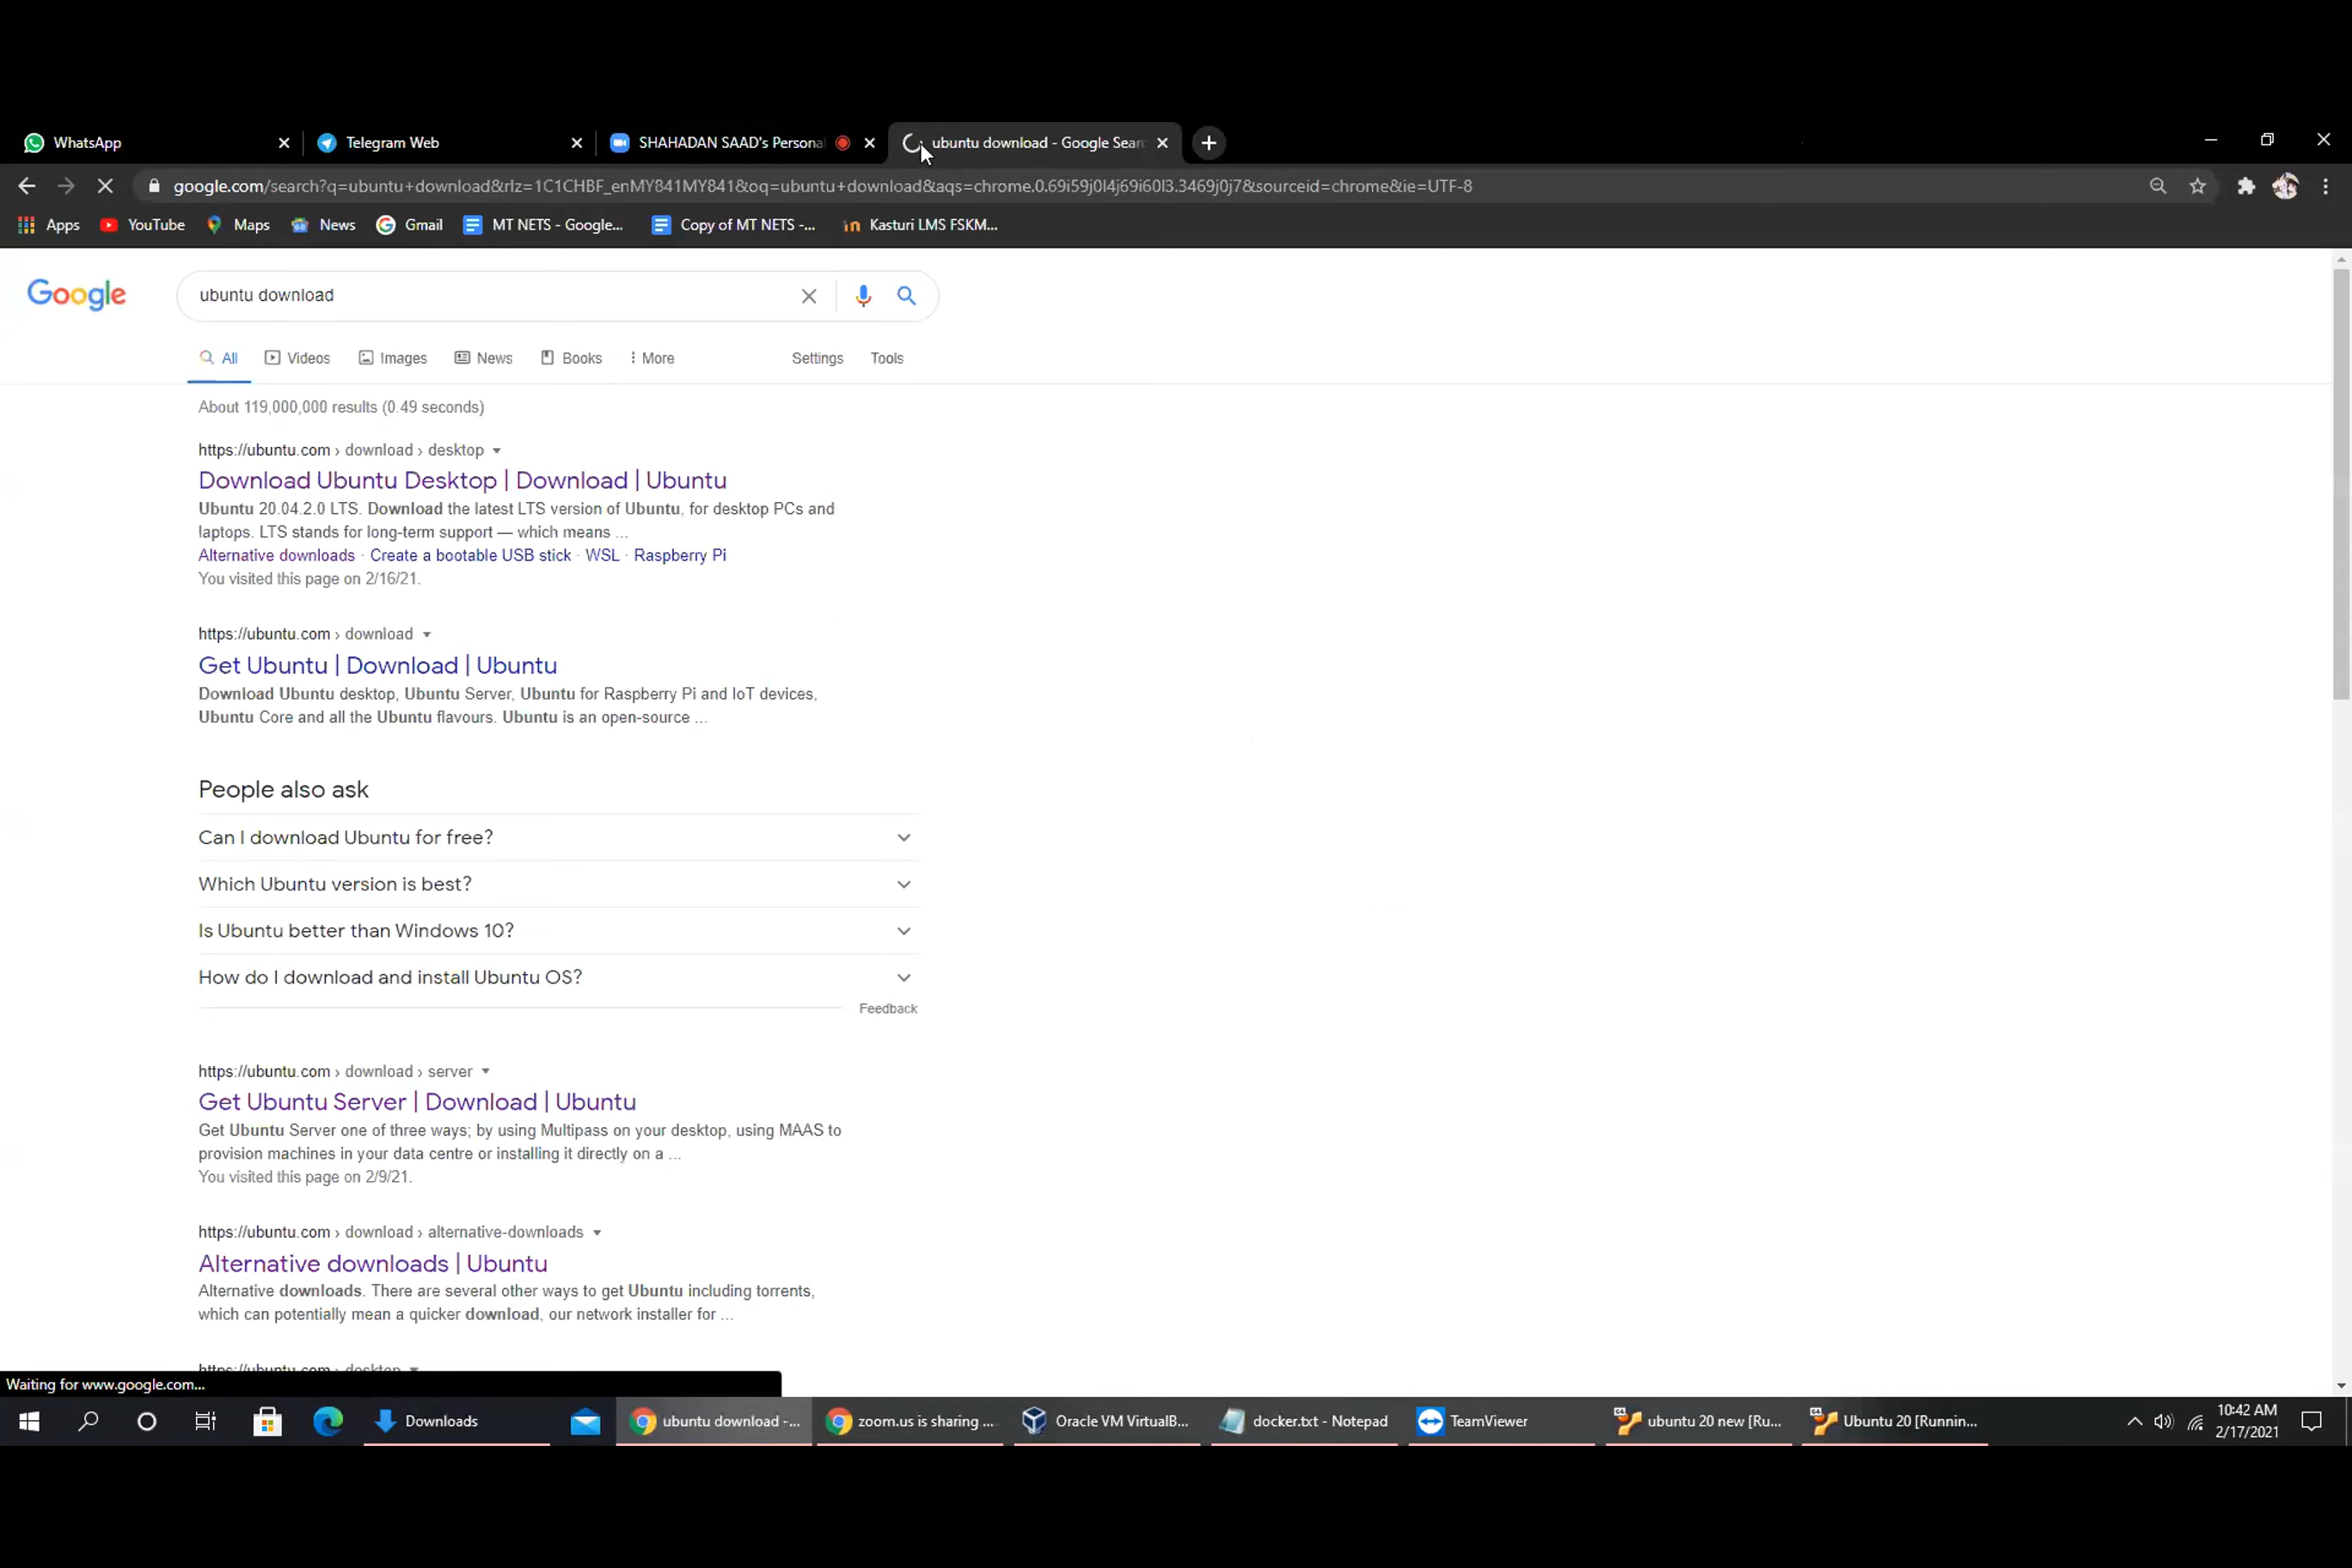 WhatsApp
Telegram Web
SHAHADAN SAAD's Personal
ubuntu download - Google Sear
google.com/search?q=ubuntu+download&rlz=1C1CHBF_enMY841MY841&oq=ubuntu+download&aqs=chrome.0.69i59j0l4j69i60l3.3469j0j7&sourceid=chrome&ie=UTF-8
Apps YouTube Maps News Gmail MT NETS - Google... Copy of MT NETS -... Kasturi LMS FSKM...
Google
ubuntu download
All Videos Images News Books More Settings Tools
About 119,000,000 results (0.49 seconds)
https://ubuntu.com › download › desktop
Download Ubuntu Desktop | Download | Ubuntu
Ubuntu 20.04.2.0 LTS. Download the latest LTS version of Ubuntu, for desktop PCs and
laptops. LTS stands for long-term support — which means ...
Alternative downloads · Create a bootable USB stick · WSL · Raspberry Pi
You visited this page on 2/16/21.
https://ubuntu.com › download
Get Ubuntu | Download | Ubuntu
Download Ubuntu desktop, Ubuntu Server, Ubuntu for Raspberry Pi and IoT devices,
Ubuntu Core and all the Ubuntu flavours. Ubuntu is an open-source ...
People also ask
Can I download Ubuntu for free?
Which Ubuntu version is best?
Is Ubuntu better than Windows 10?
How do I download and install Ubuntu OS?
Feedback
https://ubuntu.com › download › server
Get Ubuntu Server | Download | Ubuntu
Get Ubuntu Server one of three ways; by using Multipass on your desktop, using MAAS to
provision machines in your data centre or installing it directly on a ...
You visited this page on 2/9/21.
https://ubuntu.com › download › alternative-downloads
Alternative downloads | Ubuntu
Alternative downloads. There are several other ways to get Ubuntu including torrents,
which can potentially mean a quicker download, our network installer for ...
https://ubuntu.com › desktop
Waiting for www.google.com...
Downloads ubuntu download -... zoom.us is sharing ... Oracle VM VirtualB... docker.txt - Notepad TeamViewer ubuntu 20 new [Ru... Ubuntu 20 [Runnin...
10:42 AM
2/17/2021